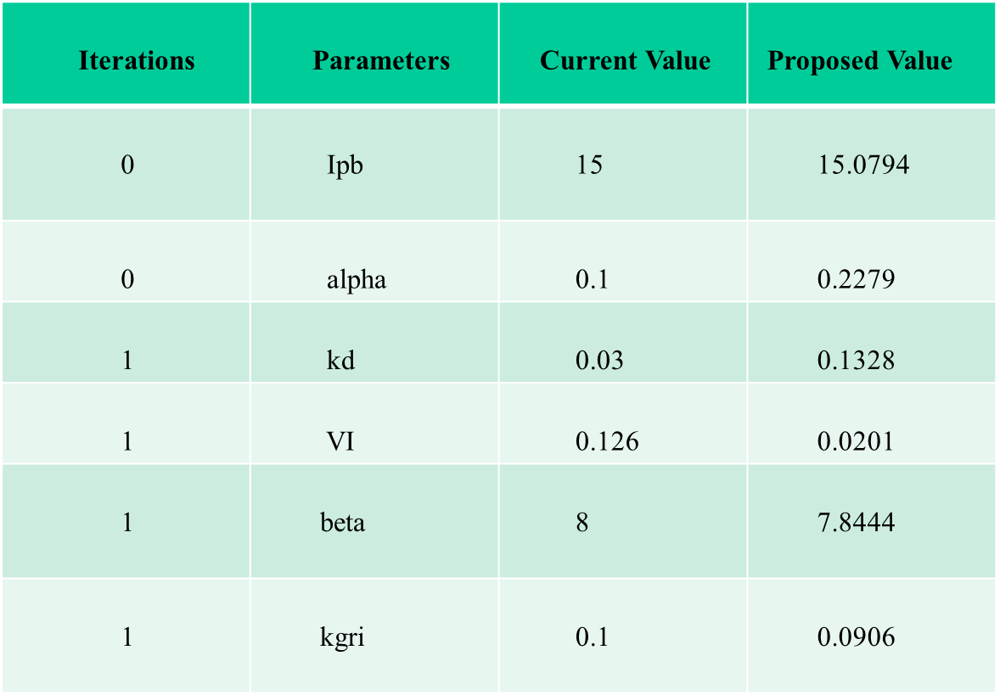 Iterations Parameters Current Value Proposed Value
0 Ipb 15 15.0794
0 alpha 0.1 0.2279
1 kd 0.03 0.1328
1 VI 0.126 0.0201
1 beta 8 7.8444
1 kgri 0.1 0.0906